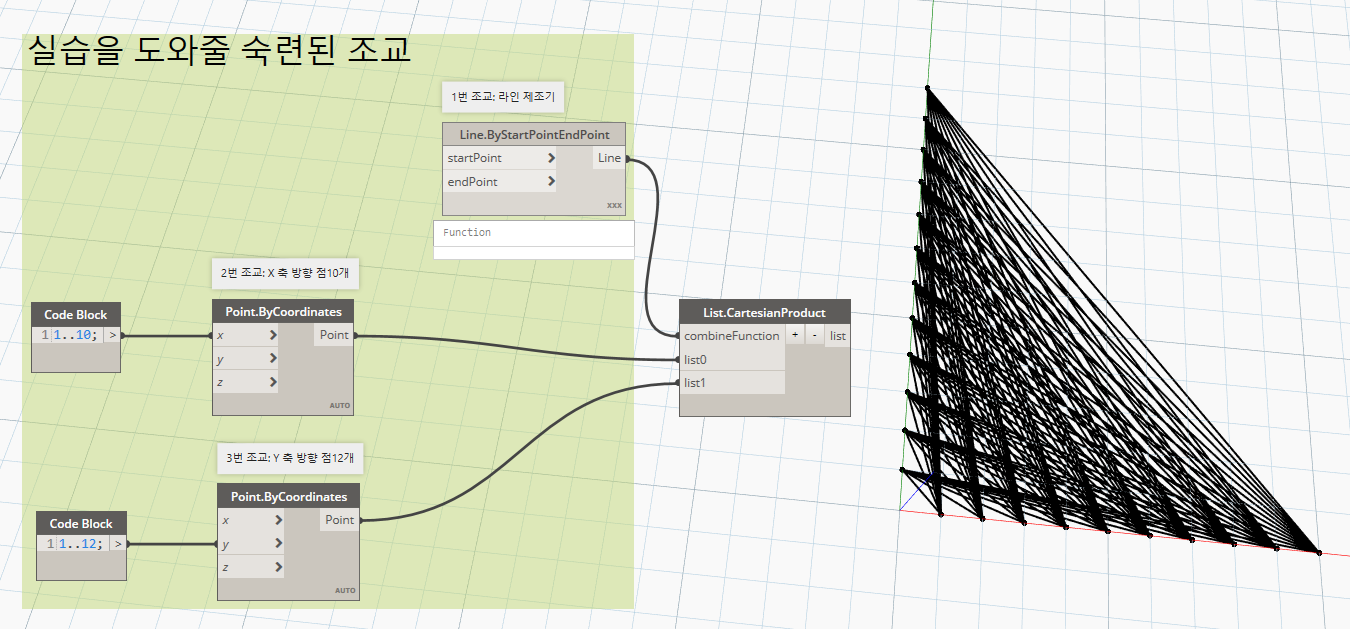 실습을 도와줄 숙련된 조교
1번 조교: 라인 제조기
Line.ByStartPointEndPoint
startPoint > Line
endPoint >
xxx
Function
2번 조교: X 축 방향 점10개
Code Block
1 1..10; >
Point.ByCoordinates
x > Point
y >
z >
AUTO
List.CartesianProduct
combineFunction + - list
list0
list1
3번 조교: Y 축 방향 점12개
Code Block
1 1..12; >
Point.ByCoordinates
x > Point
y >
z >
AUTO